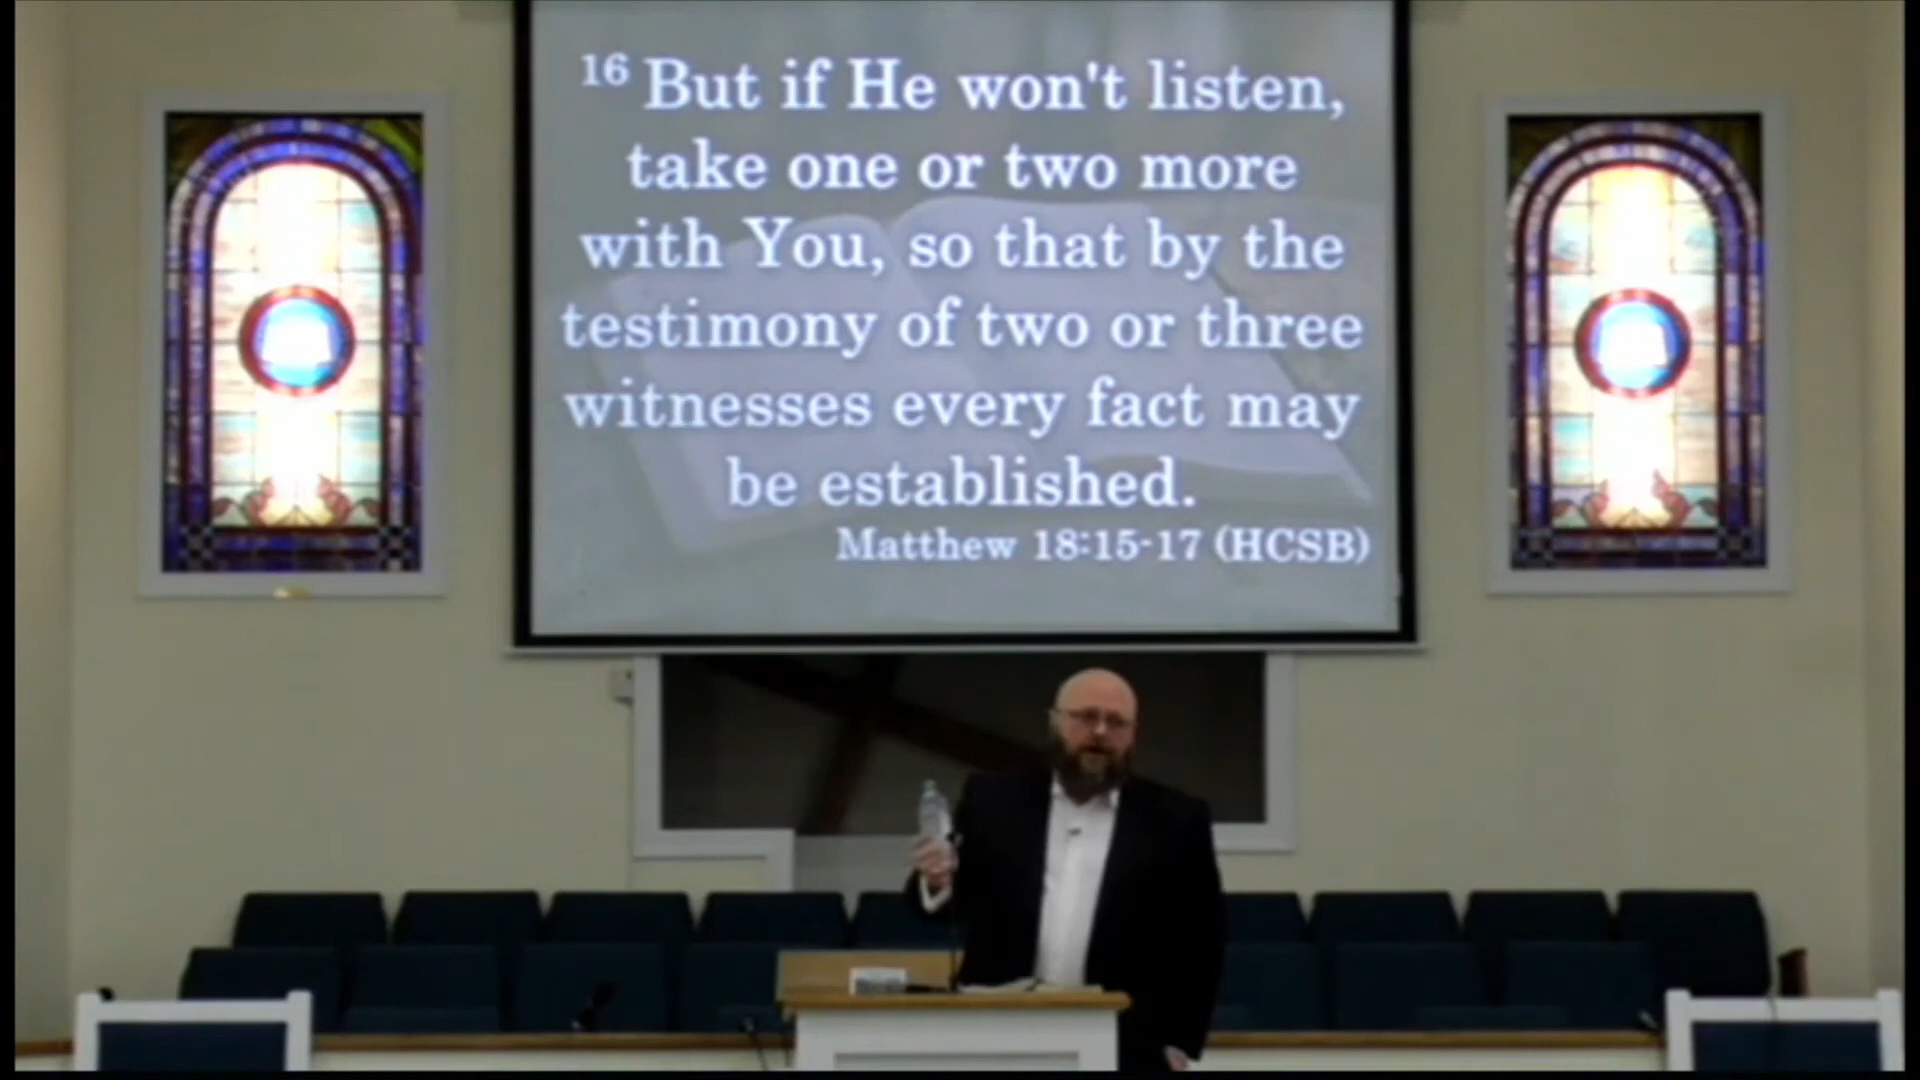 16 But if He won't listen,
take one or two more
with You, so that by the
testimony of two or three
witnesses every fact may
be established.
Matthew 18:15-17 (HCSB)